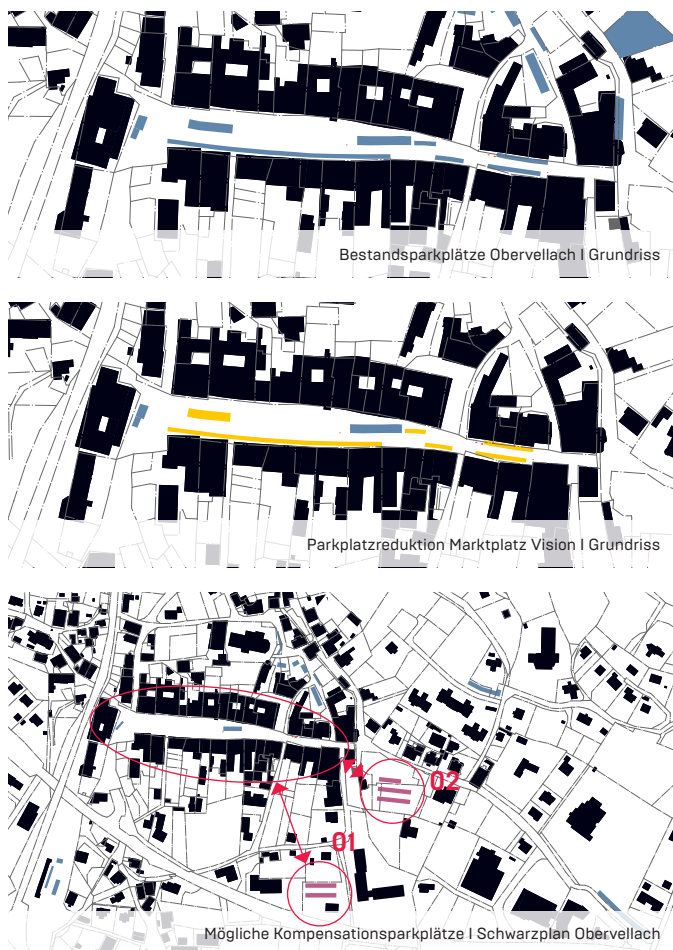 Bestandsparkplätze Obervellach I Grundriss
Parkplatzreduktion Marktplatz Vision I Grundriss
02
01
Mögliche Kompensationsparkplätze I Schwarzplan Obervellach